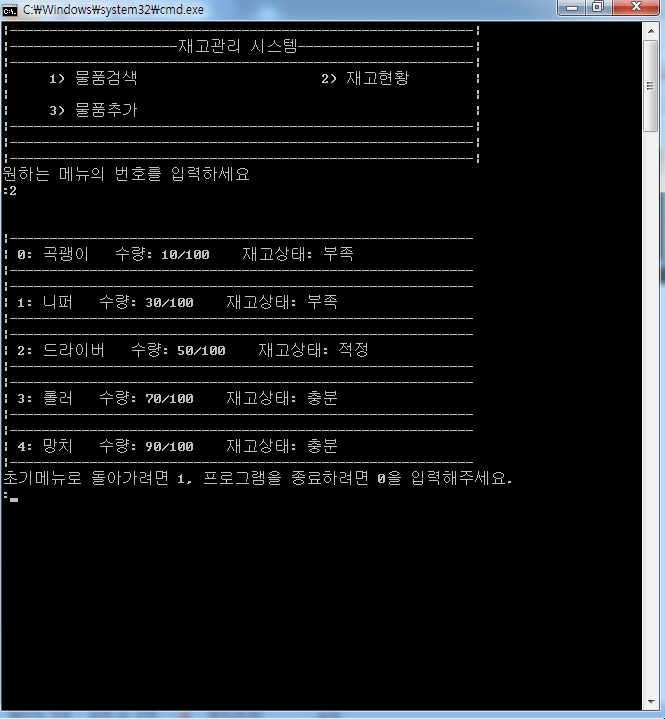 C:\Windows\system32\cmd.exe
재고관리 시스템
1) 물품검색 2) 재고현황
3) 물품추가
원하는 메뉴의 번호를 입력하세요
:2
0: 곡괭이 수량: 10/100 재고상태: 부족
1: 니퍼 수량: 30/100 재고상태: 부족
2: 드라이버 수량: 50/100 재고상태: 적정
3: 롤러 수량: 70/100 재고상태: 충분
4: 망치 수량: 90/100 재고상태: 충분
초기메뉴로 돌아가려면 1, 프로그램을 종료하려면 0을 입력해주세요.
: